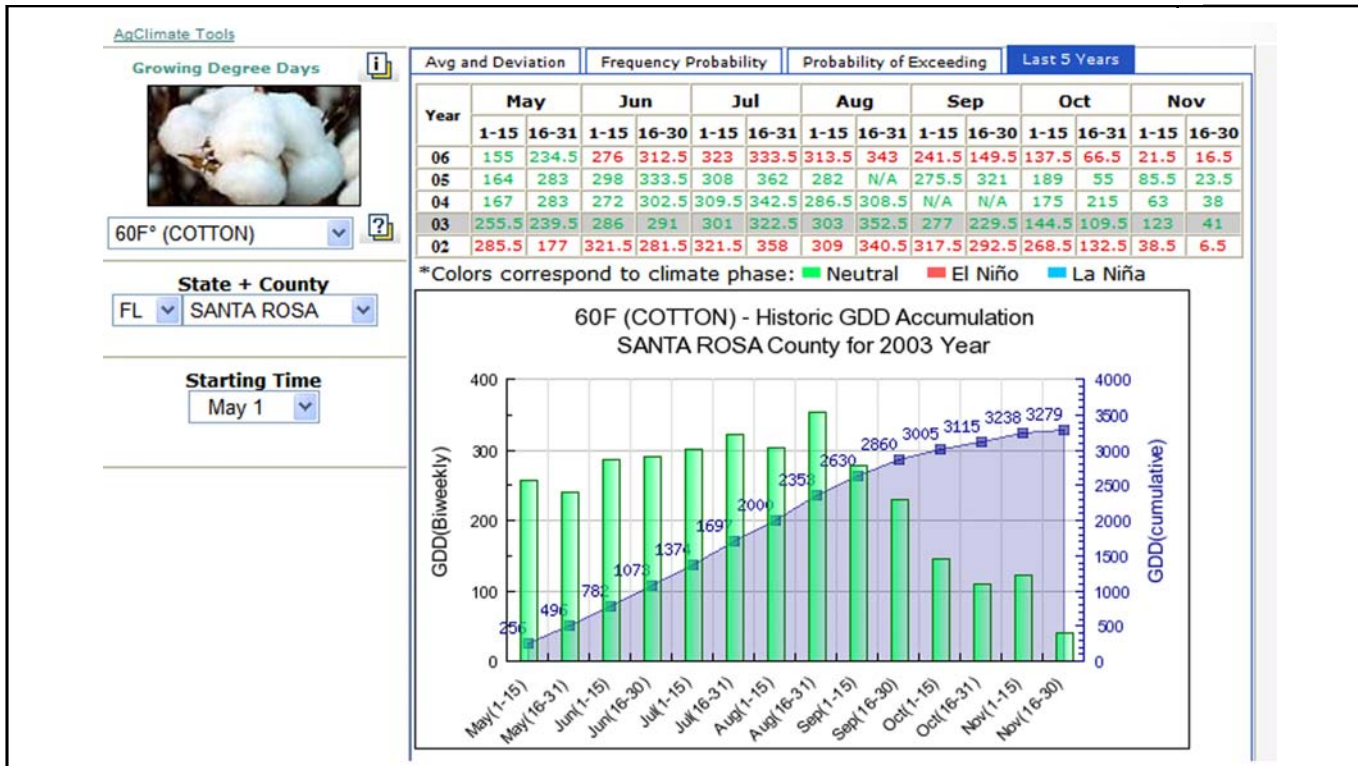 AgClimate Tools
Growing Degree Days
60F° (COTTON)
State + County
FL SANTA ROSA
Starting Time
May 1
Avg and Deviation Frequency Probability Probability of Exceeding Last 5 Years
Year May Jun Jul Aug Sep Oct Nov
1-15 16-31 1-15 16-30 1-15 16-31 1-15 16-31 1-15 16-30 1-15 16-31 1-15 16-30
06 155 234.5 276 312.5 323 333.5 313.5 343 241.5 149.5 137.5 66.5 21.5 16.5
05 164 283 298 333.5 308 362 282 N/A 275.5 321 189 55 85.5 23.5
04 167 283 272 302.5 309.5 342.5 286.5 308.5 N/A N/A 175 215 63 38
03 255.5 239.5 286 291 301 322.5 303 352.5 277 229.5 144.5 109.5 123 41
02 285.5 177 321.5 281.5 321.5 358 309 340.5 317.5 292.5 268.5 132.5 38.5 6.5
*Colors correspond to climate phase: Neutral El Niño La Niña
60F (COTTON) - Historic GDD Accumulation
SANTA ROSA County for 2003 Year
GDD(Biweekly)
400
300
200
100
0
256 496 782 1073 1374 1697 2000 2353 2630 2860 3005 3115 3238 3279
4000
3500
3000
2500
2000
1500
1000
500
0
GDD(cumulative)
May(1-15) May(16-31) Jun(1-15) Jun(16-30) Jul(1-15) Jul(16-31) Aug(1-15) Aug(16-31) Sep(1-15) Sep(16-30) Oct(1-15) Oct(16-31) Nov(1-15) Nov(16-30)